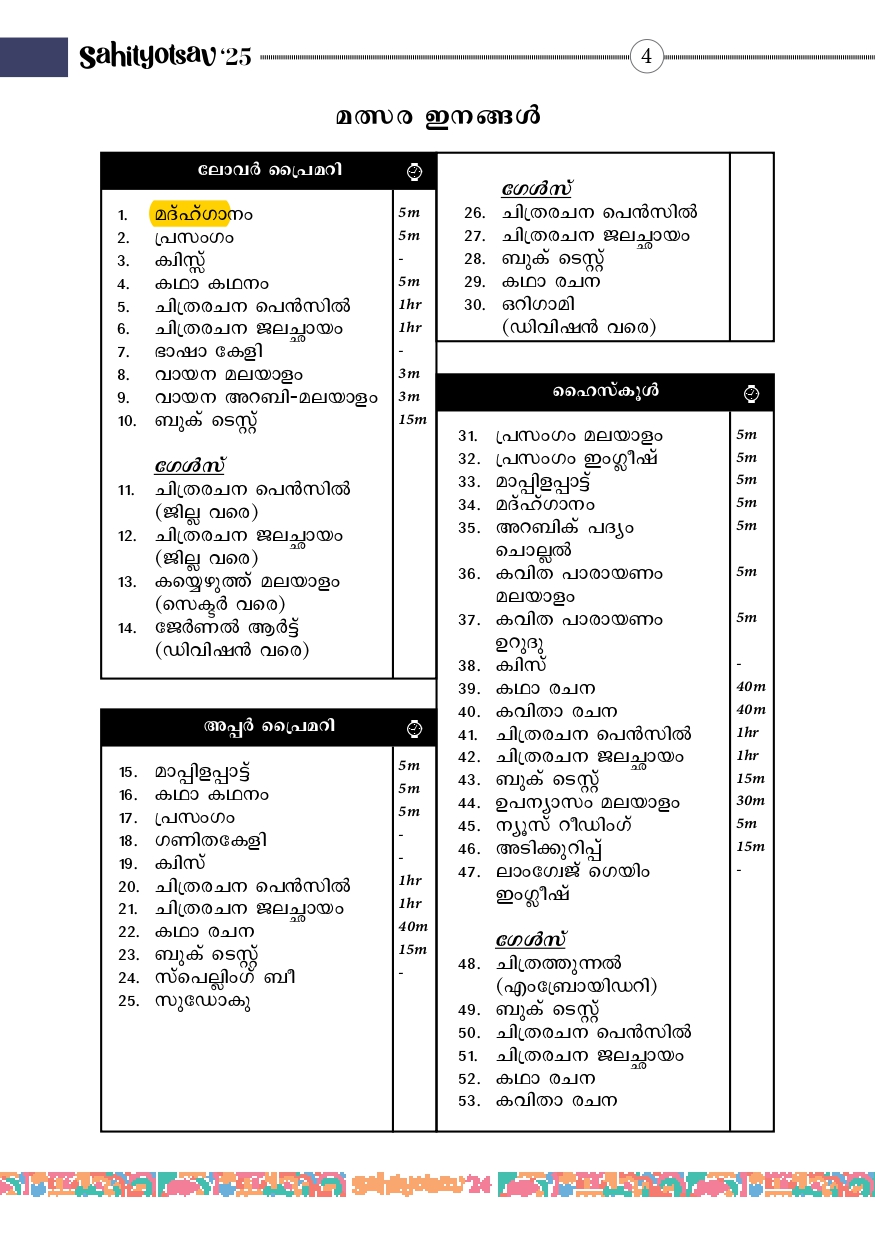 Sahityotsav ‘25
4
മത്സര ഇനങ്ങൾ
ലോവർ പ്രൈമറി
1. മദ്ഹ്ഗാനം 5m
2. പ്രസംഗം 5m
3. ക്വിസ്സ് -
4. കഥാ കഥനം 5m
5. ചിത്രരചന പെൻസിൽ 1hr
6. ചിത്രരചന ജലച്ഛായം 1hr
7. ഭാഷാ കേളി -
8. വായന മലയാളം 3m
9. വായന അറബി-മലയാളം 3m
10. ബുക് ടെസ്റ്റ് 15m
ഗേൾസ്
11. ചിത്രരചന പെൻസിൽ
(ജില്ല വരെ)
12. ചിത്രരചന ജലച്ഛായം
(ജില്ല വരെ)
13. കയ്യെഴുത്ത് മലയാളം
(സെക്ടർ വരെ)
14. ജേർണൽ ആർട്ട്
(ഡിവിഷൻ വരെ)
അപ്പർ പ്രൈമറി
15. മാപ്പിളപ്പാട്ട് 5m
16. കഥാ കഥനം 5m
17. പ്രസംഗം 5m
18. ഗണിതകേളി -
19. ക്വിസ് -
20. ചിത്രരചന പെൻസിൽ 1hr
21. ചിത്രരചന ജലച്ഛായം 1hr
22. കഥാ രചന 40m
23. ബുക് ടെസ്റ്റ് 15m
24. സ്പെല്ലിംഗ് ബീ -
25. സുഡോകു
ഗേൾസ്
26. ചിത്രരചന പെൻസിൽ
27. ചിത്രരചന ജലച്ഛായം
28. ബുക് ടെസ്റ്റ്
29. കഥാ രചന
30. ഒറിഗാമി
(ഡിവിഷൻ വരെ)
ഹൈസ്കൂൾ
31. പ്രസംഗം മലയാളം 5m
32. പ്രസംഗം ഇംഗ്ലീഷ് 5m
33. മാപ്പിളപ്പാട്ട് 5m
34. മദ്ഹ്ഗാനം 5m
35. അറബിക് പദ്യം 5m
ചൊല്ലൽ
36. കവിത പാരായണം 5m
മലയാളം
37. കവിത പാരായണം 5m
ഉറുദു
38. ക്വിസ് -
39. കഥാ രചന 40m
40. കവിതാ രചന 40m
41. ചിത്രരചന പെൻസിൽ 1hr
42. ചിത്രരചന ജലച്ഛായം 1hr
43. ബുക് ടെസ്റ്റ് 15m
44. ഉപന്യാസം മലയാളം 30m
45. ന്യൂസ് റീഡിംഗ് 5m
46. അടിക്കുറിപ്പ് 15m
47. ലാംഗ്വേജ് ഗെയിം -
ഇംഗ്ലീഷ്
ഗേൾസ്
48. ചിത്രത്തുന്നൽ
(എംബ്രോയിഡറി)
49. ബുക് ടെസ്റ്റ്
50. ചിത്രരചന പെൻസിൽ
51. ചിത്രരചന ജലച്ഛായം
52. കഥാ രചന
53. കവിതാ രചന
Sahityotsav '24